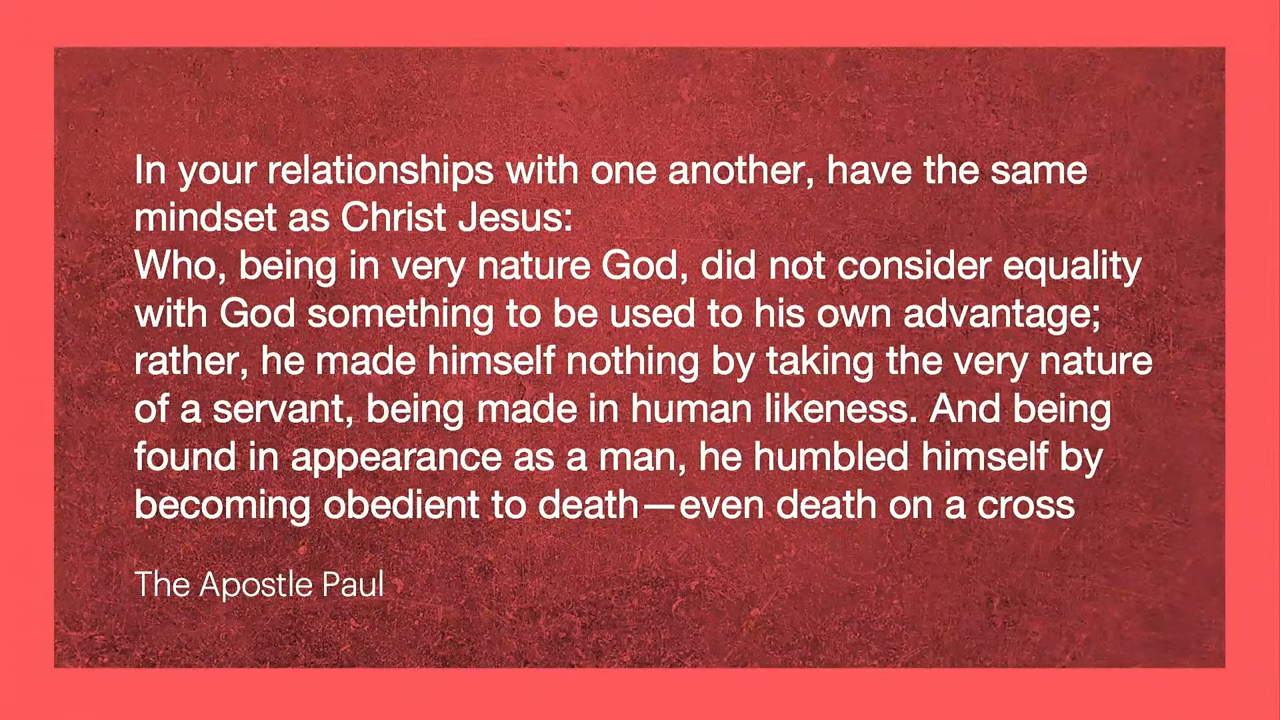 In your relationships with one another, have the same
mindset as Christ Jesus:
Who, being in very nature God, did not consider equality
with God something to be used to his own advantage;
rather, he made himself nothing by taking the very nature
of a servant, being made in human likeness. And being
found in appearance as a man, he humbled himself by
becoming obedient to death—even death on a cross
The Apostle Paul